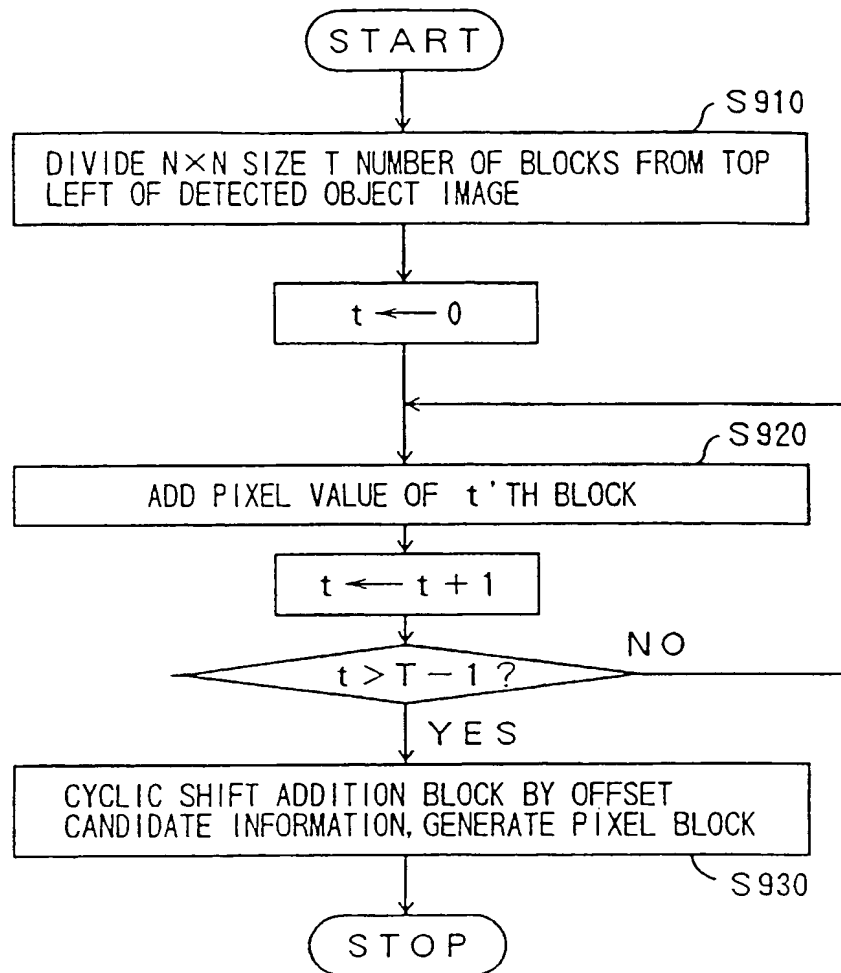 START
S910
DIVIDE N×N SIZE T NUMBER OF BLOCKS FROM TOP
LEFT OF DETECTED OBJECT IMAGE
t ← 0
S920
ADD PIXEL VALUE OF t'TH BLOCK
t ← t + 1
t > T - 1 ?
NO
YES
CYCLIC SHIFT ADDITION BLOCK BY OFFSET
CANDIDATE INFORMATION, GENERATE PIXEL BLOCK
S930
STOP